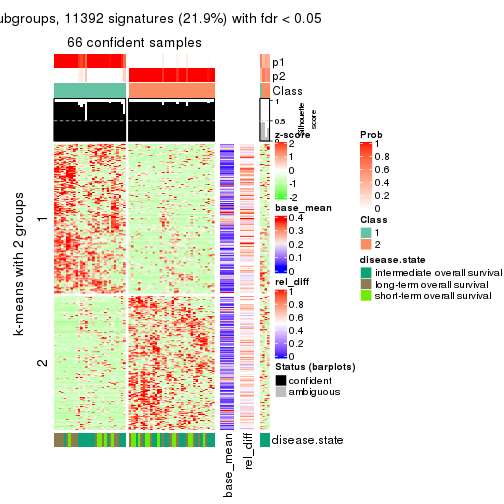 ubgroups, 11392 signatures (21.9%) with fdr < 0.05
66 confident samples
p1
p2
Class
1
0.5
0
Silhouette
score
k-means with 2 groups
1
2
z-score
2
1
0
-1
-2
base_mean
0.4
0.3
0.2
0.1
0
rel_diff
1
0.8
0.6
0.4
0.2
0
Status (barplots)
confident
ambiguous
Prob
1
0.8
0.6
0.4
0.2
0
Class
1
2
disease.state
intermediate overall survival
long-term overall survival
short-term overall survival
disease.state
base_mean
rel_diff